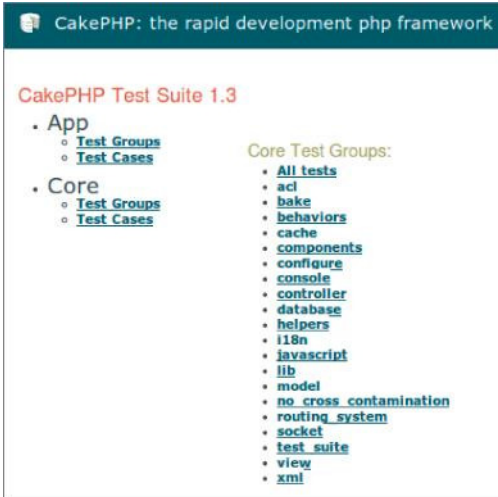 CakePHP: the rapid development php framework
CakePHP Test Suite 1.3
App
Test Groups
Test Cases
Core
Test Groups
Test Cases
Core Test Groups:
All tests
acl
bake
behaviors
cache
components
configure
console
controller
database
helpers
i18n
javascript
lib
model
no_cross_contamination
routing_system
socket
test_suite
view
xml